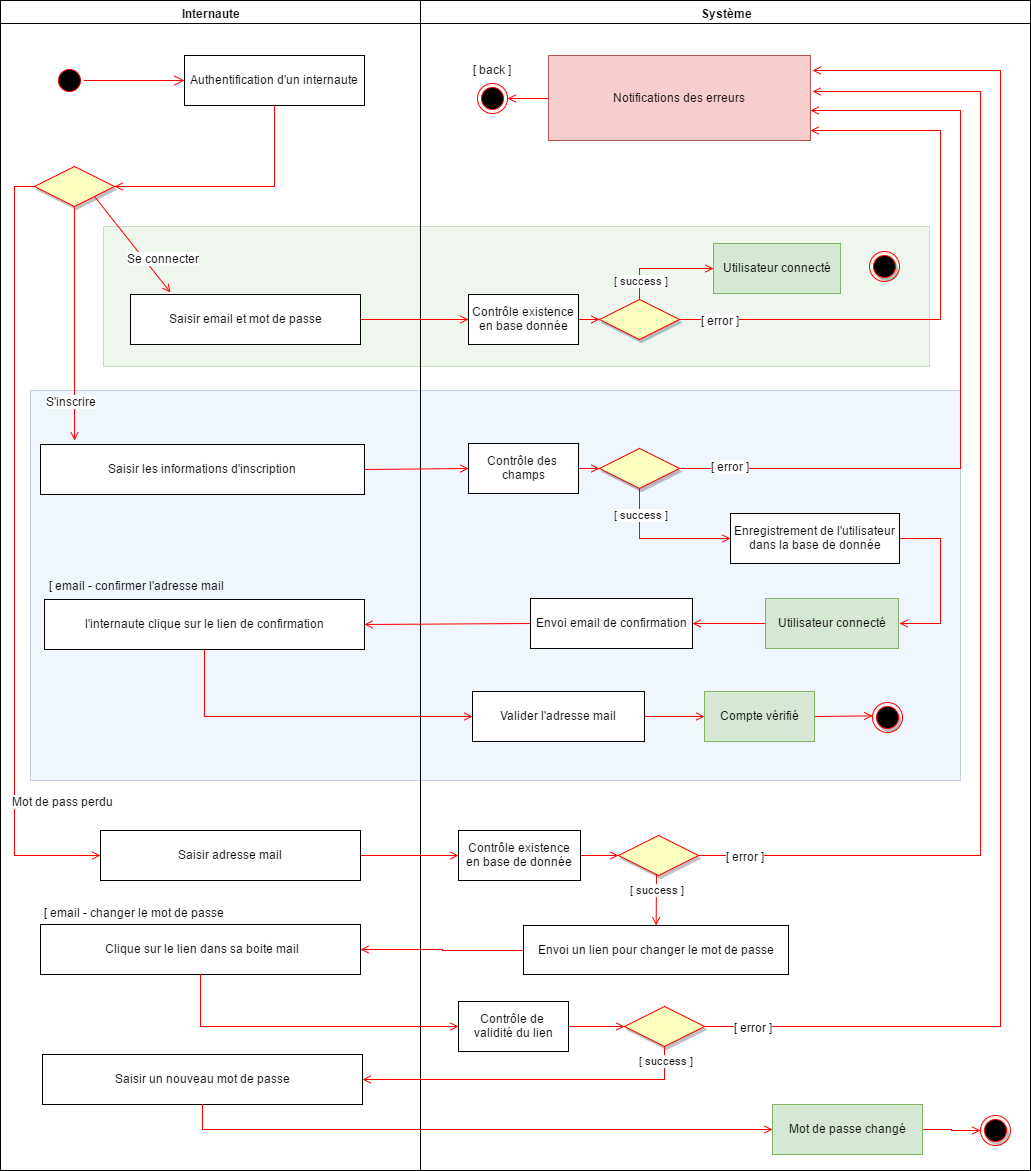 Internaute
Système
Authentification d'un internaute
[ back ]
Notifications des erreurs
Se connecter
Utilisateur connecté
[ success ]
Saisir email et mot de passe
Contrôle existence
en base donnée
[ error ]
S'inscrire
Saisir les informations d'inscription
Contrôle des
champs
[ error ]
[ success ]
Enregistrement de l'utilisateur
dans la base de donnée
[ email - confirmer l'adresse mail
l'internaute clique sur le lien de confirmation
Envoi email de confirmation
Utilisateur connecté
Valider l'adresse mail
Compte vérifié
Mot de pass perdu
Saisir adresse mail
Contrôle existence
en base de donnée
[ error ]
[ success ]
[ email - changer le mot de passe
Clique sur le lien dans sa boite mail
Envoi un lien pour changer le mot de passe
Contrôle de
validité du lien
[ error ]
[ success ]
Saisir un nouveau mot de passe
Mot de passe changé